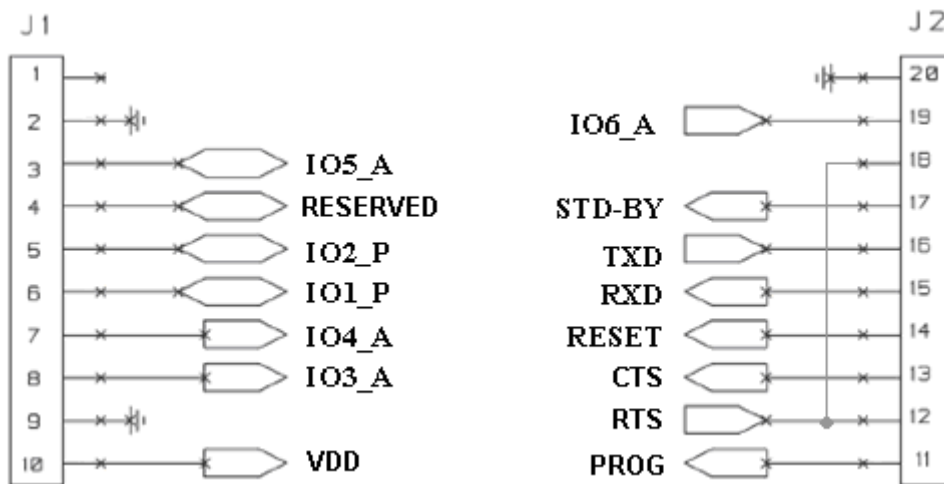 J1 J2
1 20
2 IO6_A 19
3 IO5_A 18
4 RESERVED STD-BY 17
5 IO2_P TXD 16
6 IO1_P RXD 15
7 IO4_A RESET 14
8 IO3_A CTS 13
9 RTS 12
10 VDD PROG 11